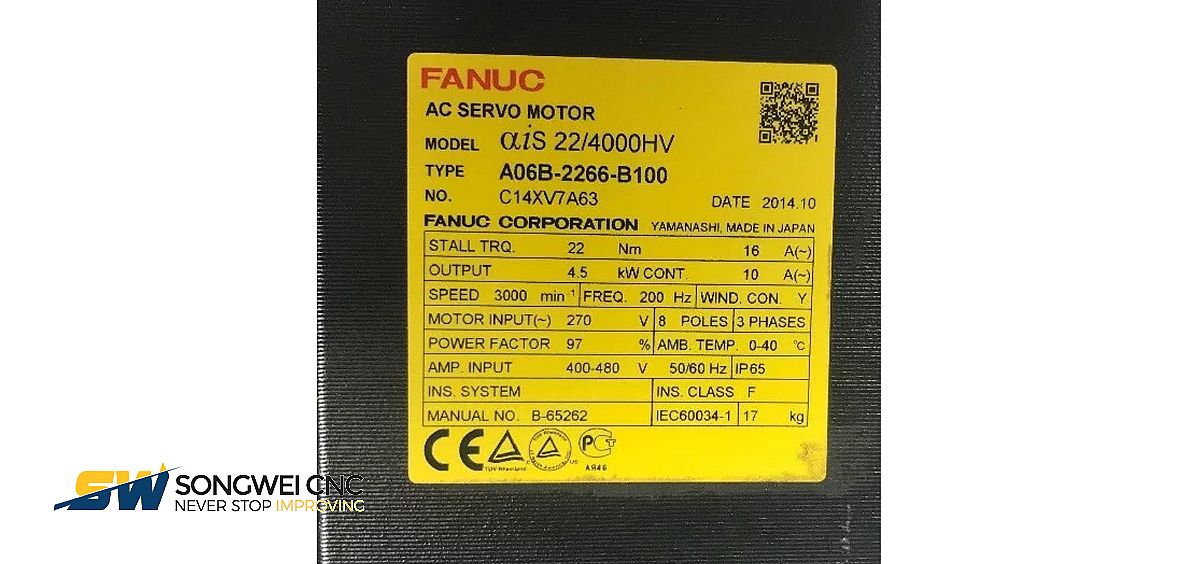 FANUC
AC SERVO MOTOR
MODEL αiS 22/4000HV
TYPE A06B-2266-B100
NO. C14XV7A63 DATE 2014.10
FANUC CORPORATION YAMANASHI, MADE IN JAPAN
STALL TRQ. 22 Nm 16 A(~)
OUTPUT 4.5 kW CONT. 10 A(~)
SPEED 3000 min⁻¹ FREQ. 200 Hz WIND. CON. Y
MOTOR INPUT(~) 270 V 8 POLES 3 PHASES
POWER FACTOR 97 % AMB. TEMP. 0-40 ℃
AMP. INPUT 400-480 V 50/60 Hz IP65
INS. SYSTEM INS. CLASS F
MANUAL NO. B-65262 IEC60034-1 17 kg
CE
TÜV Rheinland
US
АЯ46
SW SONGWEI CNC
NEVER STOP IMPROVING